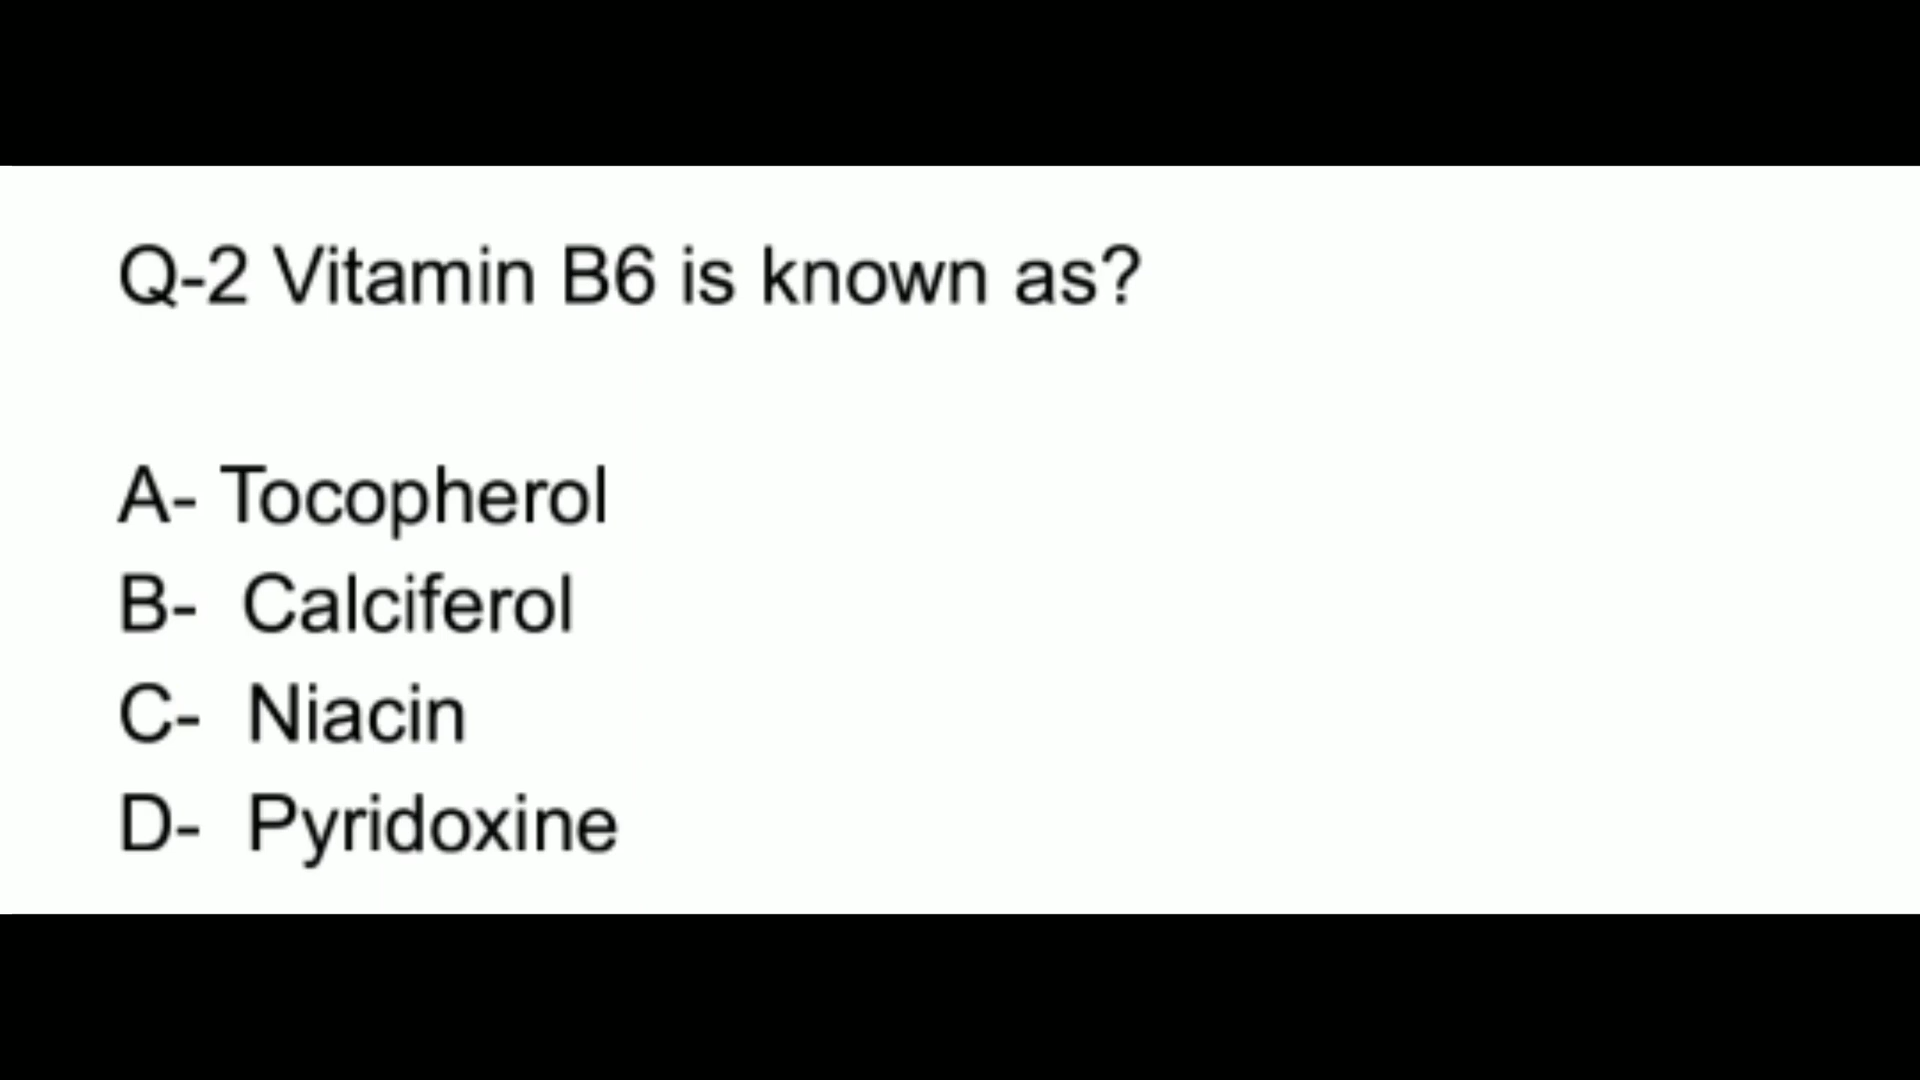 Q-2 Vitamin B6 is known as?
A- Tocopherol
B- Calciferol
C- Niacin
D- Pyridoxine